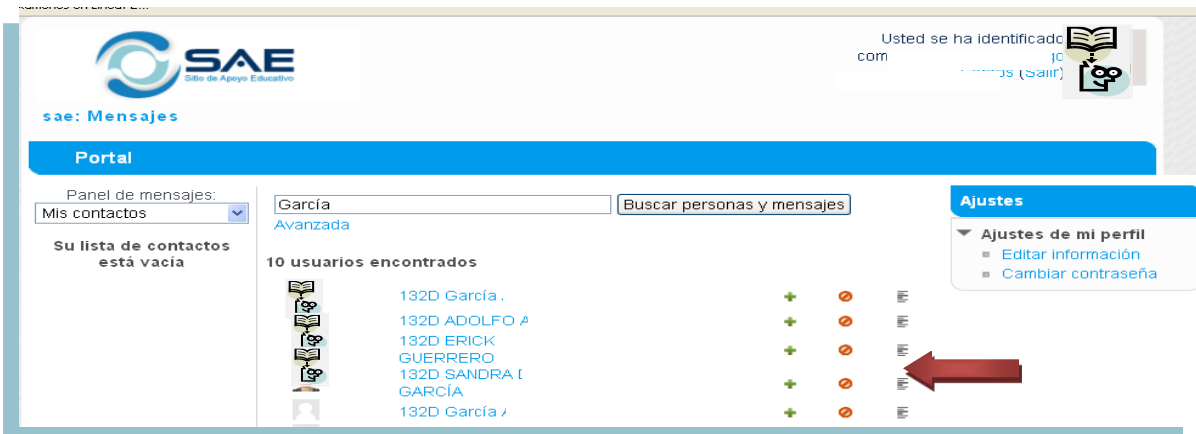 SAE
Sitio de Apoyo Educativo
Usted se ha identificado
(Salir)
sae: Mensajes
Portal
Panel de mensajes:
Mis contactos
Su lista de contactos
está vacía
García
Buscar personas y mensajes
Avanzada
10 usuarios encontrados
132D García
132D ADOLFO A
132D ERICK
GUERRERO
132D SANDRA
GARCÍA
132D García
Ajustes
Ajustes de mi perfil
Editar información
Cambiar contraseña